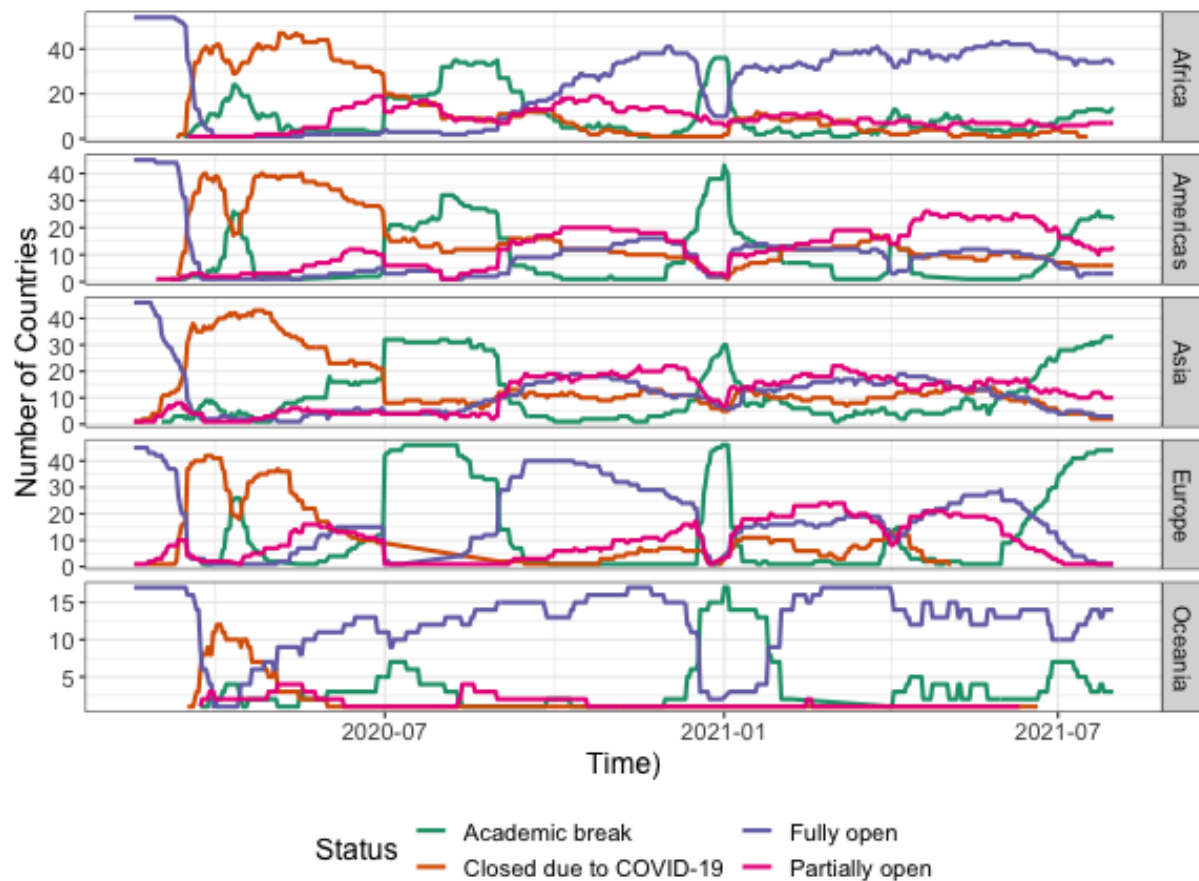 Number of Countries
40
20
0
Africa
40
30
20
10
0
Americas
40
30
20
10
0
Asia
40
30
20
10
0
Europe
15
10
5
Oceania
2020-07 2021-01 2021-07
Time)
Status
Academic break Fully open
Closed due to COVID-19 Partially open